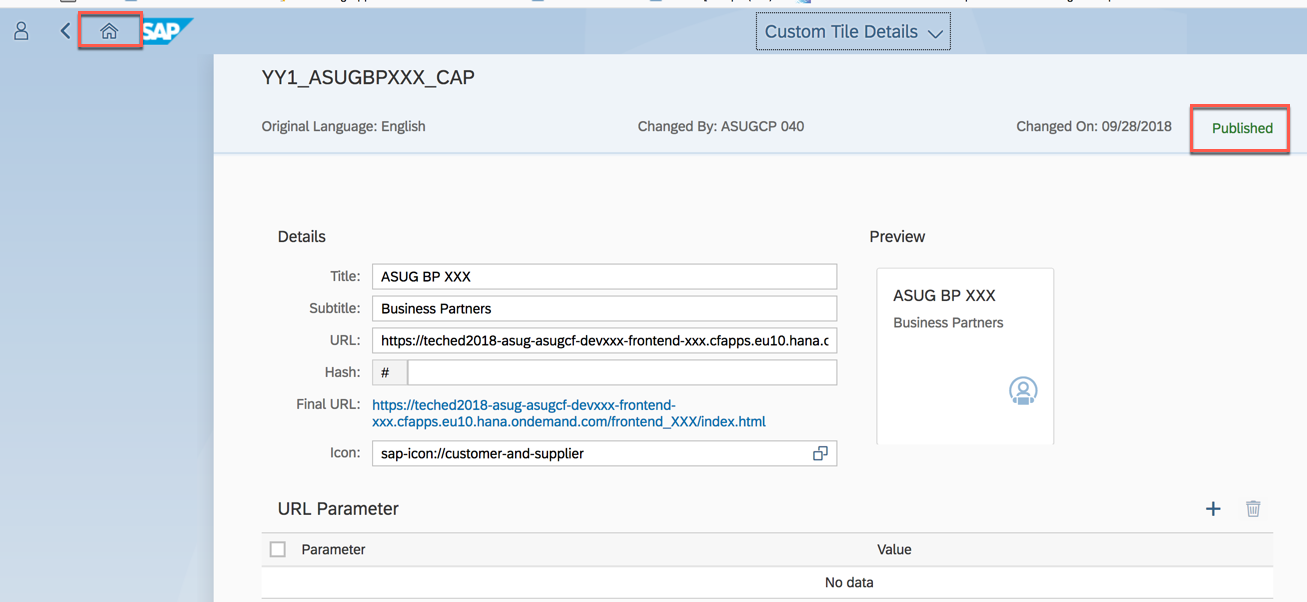 SAP
Custom Tile Details
YY1_ASUGBPXXX_CAP
Original Language: English
Changed By: ASUGCP 040
Changed On: 09/28/2018
Published
Details
Preview
Title:
ASUG BP XXX
Subtitle:
Business Partners
URL:
https://teched2018-asug-asugcf-devxxx-frontend-xxx.cfapps.eu10.hana.c
Hash:
#
Final URL:
https://teched2018-asug-asugcf-devxxx-frontend-
xxx.cfapps.eu10.hana.ondemand.com/frontend_XXX/index.html
Icon:
sap-icon://customer-and-supplier
ASUG BP XXX
Business Partners
URL Parameter
Parameter
Value
No data